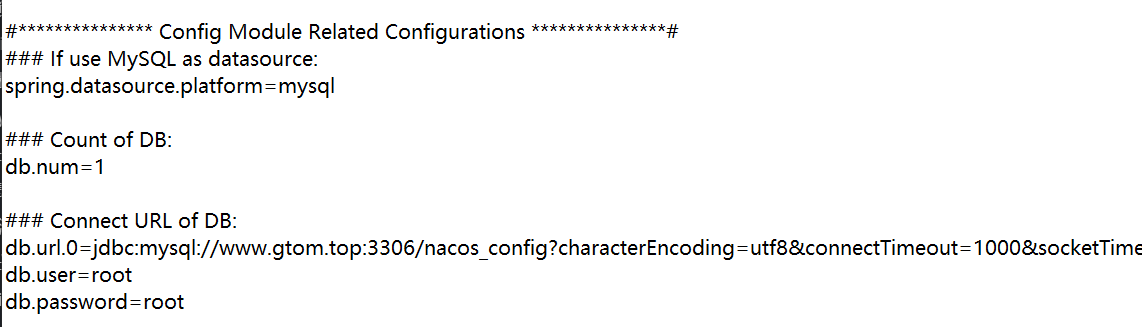 #*************** Config Module Related Configurations ***************#
### If use MySQL as datasource:
spring.datasource.platform=mysql
### Count of DB:
db.num=1
### Connect URL of DB:
db.url.0=jdbc:mysql://www.gtom.top:3306/nacos_config?characterEncoding=utf8&connectTimeout=1000&socketTime
db.user=root
db.password=root